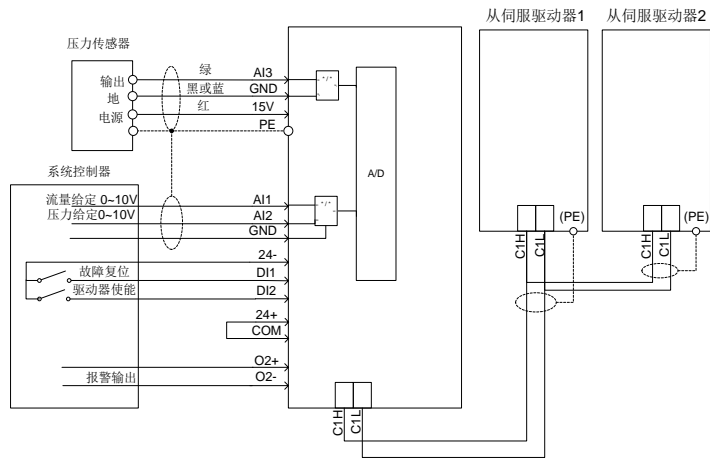 从伺服驱动器1
从伺服驱动器2
压力传感器
输出
地
电源
绿
黑或蓝
红
AI3
GND
15V
PE
+/+
A/D
系统控制器
流量给定 0~10V
压力给定0~10V
AI1
AI2
GND
+/+
24-
故障复位
DI1
驱动器使能
DI2
24+
COM
O2+
报警输出
O2-
C1H
C1L
C1H
C1L
(PE)
C1H
C1L
(PE)